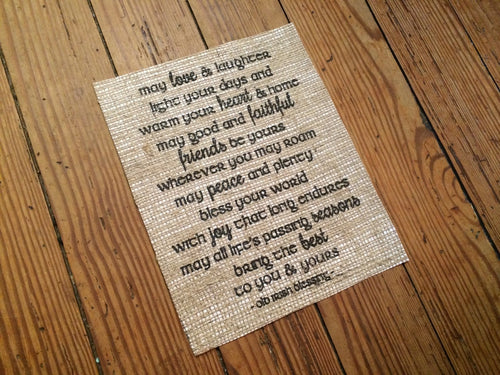 may love & laughter
light your days and
warm your heart & home
may good and faithful
friends be yours
wherever you may roam
may peace and plenty
bless your world
with joy that long endures
may all life's passing seasons
bring the best
to you & yours
- old irish blessing -